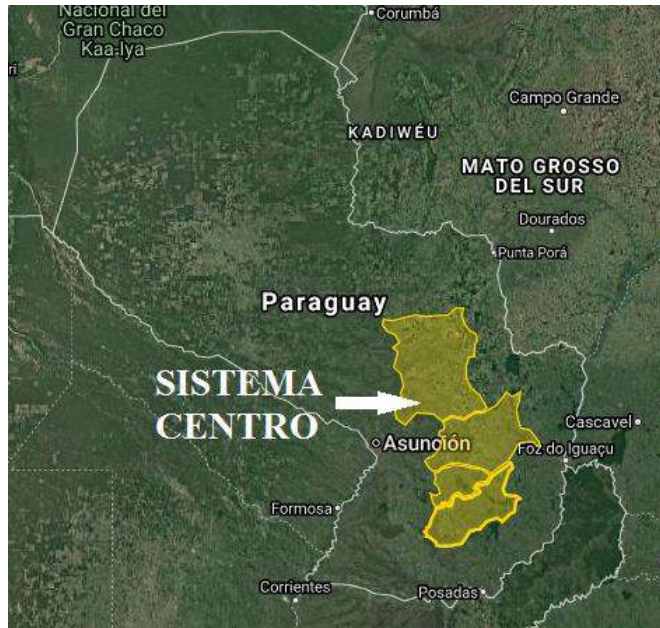 Nacional del
Gran Chaco
Kaa-Iya
Corumbá
Campo Grande
KADIWÉU
MATO GROSSO
DEL SUR
Dourados
Punta Porá
Paraguay
SISTEMA
CENTRO
Asunción
Cascavel
Foz do Iguaçu
Formosa
Corrientes
Posadas